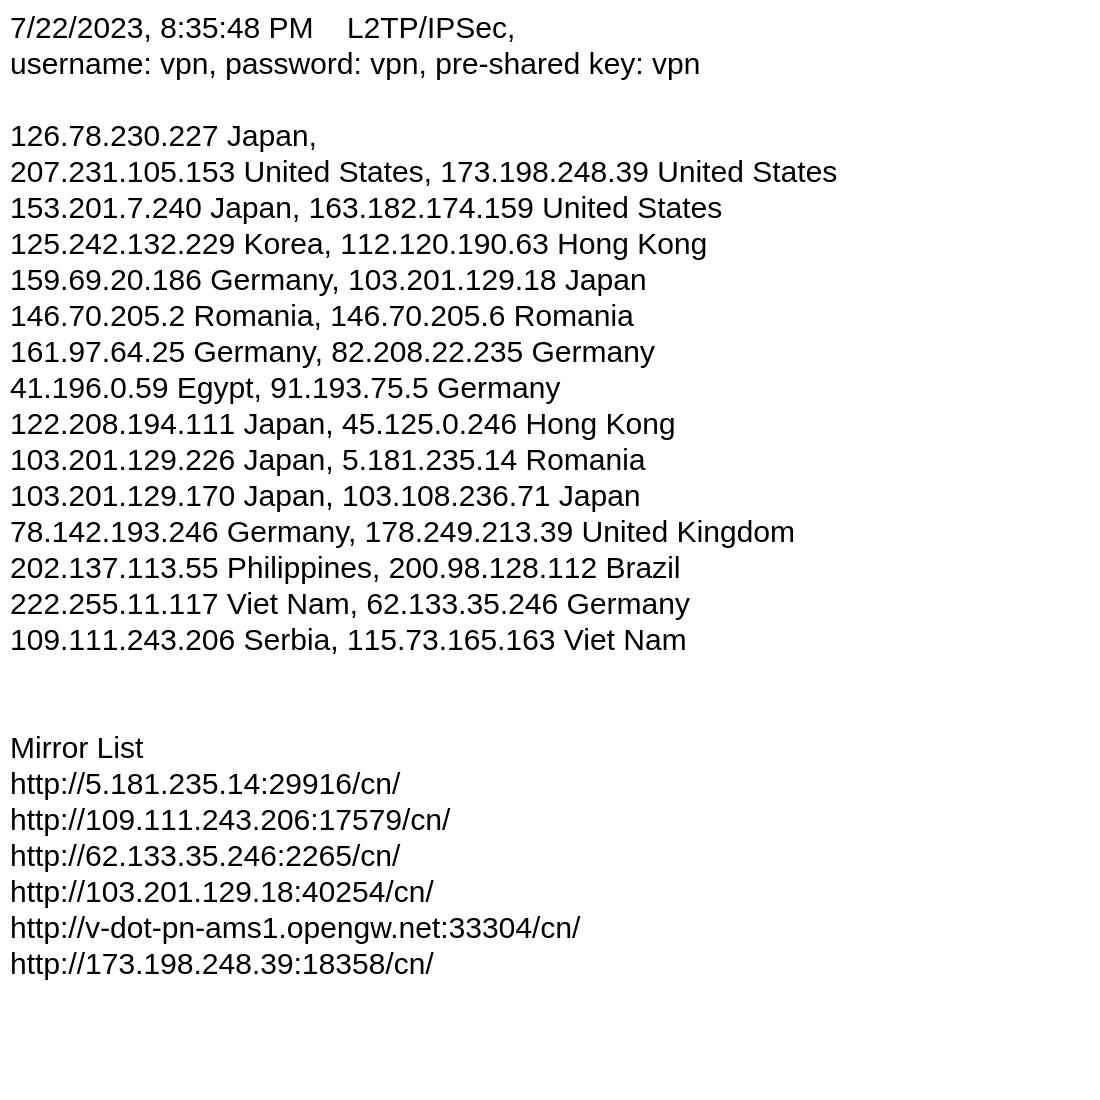 7/22/2023, 8:35:48 PM    L2TP/IPSec,
username: vpn, password: vpn, pre-shared key: vpn
126.78.230.227 Japan,
207.231.105.153 United States, 173.198.248.39 United States
153.201.7.240 Japan, 163.182.174.159 United States
125.242.132.229 Korea, 112.120.190.63 Hong Kong
159.69.20.186 Germany, 103.201.129.18 Japan
146.70.205.2 Romania, 146.70.205.6 Romania
161.97.64.25 Germany, 82.208.22.235 Germany
41.196.0.59 Egypt, 91.193.75.5 Germany
122.208.194.111 Japan, 45.125.0.246 Hong Kong
103.201.129.226 Japan, 5.181.235.14 Romania
103.201.129.170 Japan, 103.108.236.71 Japan
78.142.193.246 Germany, 178.249.213.39 United Kingdom
202.137.113.55 Philippines, 200.98.128.112 Brazil
222.255.11.117 Viet Nam, 62.133.35.246 Germany
109.111.243.206 Serbia, 115.73.165.163 Viet Nam
Mirror List
http://5.181.235.14:29916/cn/
http://109.111.243.206:17579/cn/
http://62.133.35.246:2265/cn/
http://103.201.129.18:40254/cn/
http://v-dot-pn-ams1.opengw.net:33304/cn/
http://173.198.248.39:18358/cn/